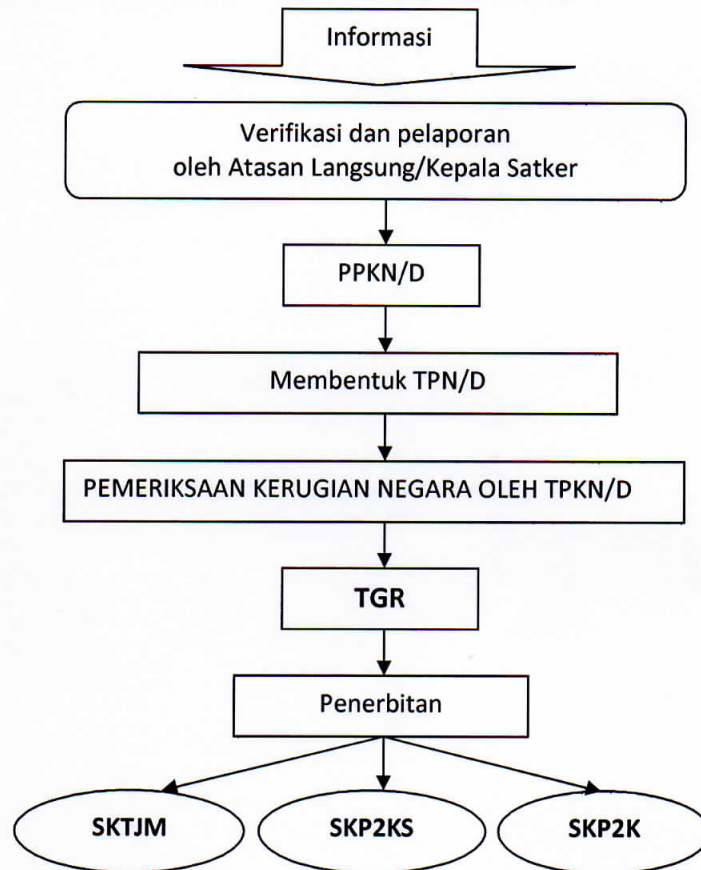 Informasi
Verifikasi dan pelaporan
oleh Atasan Langsung/Kepala Satker
PPKN/D
Membentuk TPN/D
PEMERIKSAAN KERUGIAN NEGARA OLEH TPKN/D
TGR
Penerbitan
SKTJM
SKP2KS
SKP2K